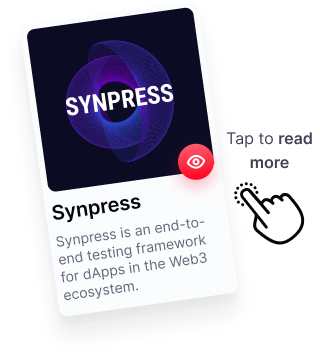 SYNPRESS
Tap to read
more
Synpress
Synpress is an end-to-
end testing framework
for dApps in the Web3
ecosystem.